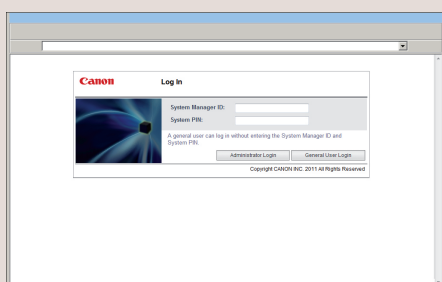 Canon
Log In
System Manager ID:
System PIN:
A general user can log in without entering the System Manager ID and
System PIN.
Administrator Login
General User Login
Copyright CANON INC. 2011 All Rights Reserved